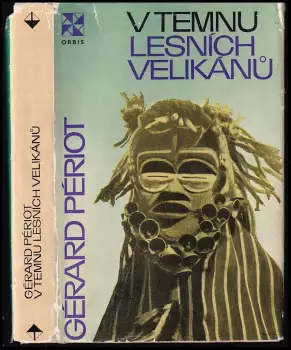 ORBIS
V TEMNU
LESNÍCH
VELIKÁNŮ
GÉRARD PÉRIOT
GÉRARD PÉRIOT
V TEMNU LESNÍCH VELIKÁNŮ